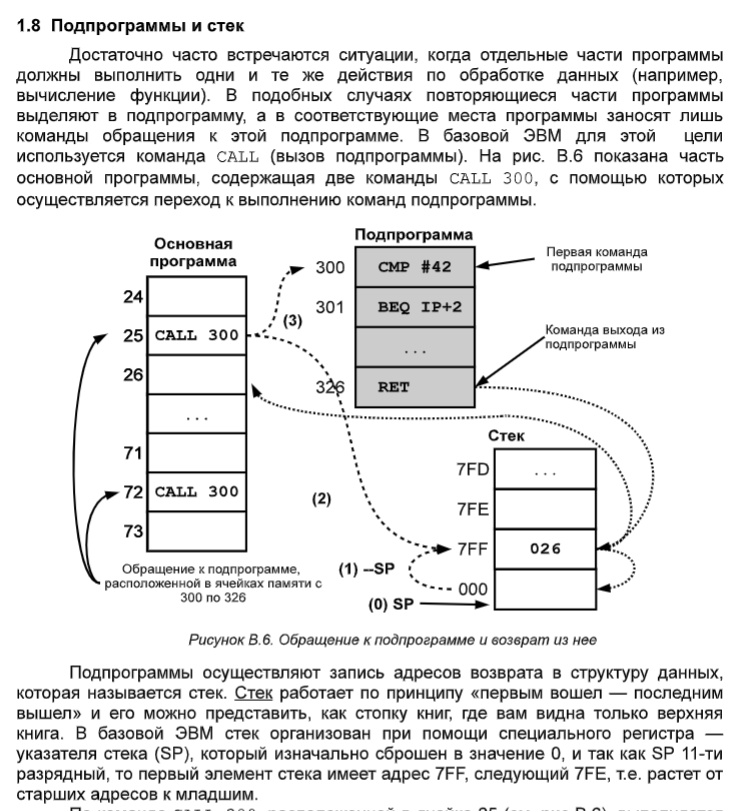 1.8 Подпрограммы и стек
Достаточно часто встречаются ситуации, когда отдельные части программы
должны выполнить одни и те же действия по обработке данных (например,
вычисление функции). В подобных случаях повторяющиеся части программы
выделяют в подпрограмму, а в соответствующие места программы заносят лишь
команды обращения к этой подпрограмме. В базовой ЭВМ для этой цели
используется команда CALL (вызов подпрограммы). На рис. В.6 показана часть
основной программы, содержащая две команды CALL 300, с помощью которых
осуществляется переход к выполнению команд подпрограммы.
Основная
программа
24
25 CALL 300
26
...
71
72 CALL 300
73
Обращение к подпрограмме,
расположенной в ячейках памяти с
300 по 326
Подпрограмма
300 CMP #42
301 BEQ IP+2
...
326 RET
Первая команда
подпрограммы
Команда выхода из
подпрограммы
(3)
(2)
(1) --SP
(0) SP
Стек
7FD ...
7FE
7FF 026
000
Рисунок В.6. Обращение к подпрограмме и возврат из нее
Подпрограммы осуществляют запись адресов возврата в структуру данных,
которая называется стек. Стек работает по принципу «первым вошел — последним
вышел» и его можно представить, как стопку книг, где вам видна только верхняя
книга. В базовой ЭВМ стек организован при помощи специального регистра —
указателя стека (SP), который изначально сброшен в значение 0, и так как SP 11-ти
разрядный, то первый элемент стека имеет адрес 7FF, следующий 7FE, т.е. растет от
старших адресов к младшим.